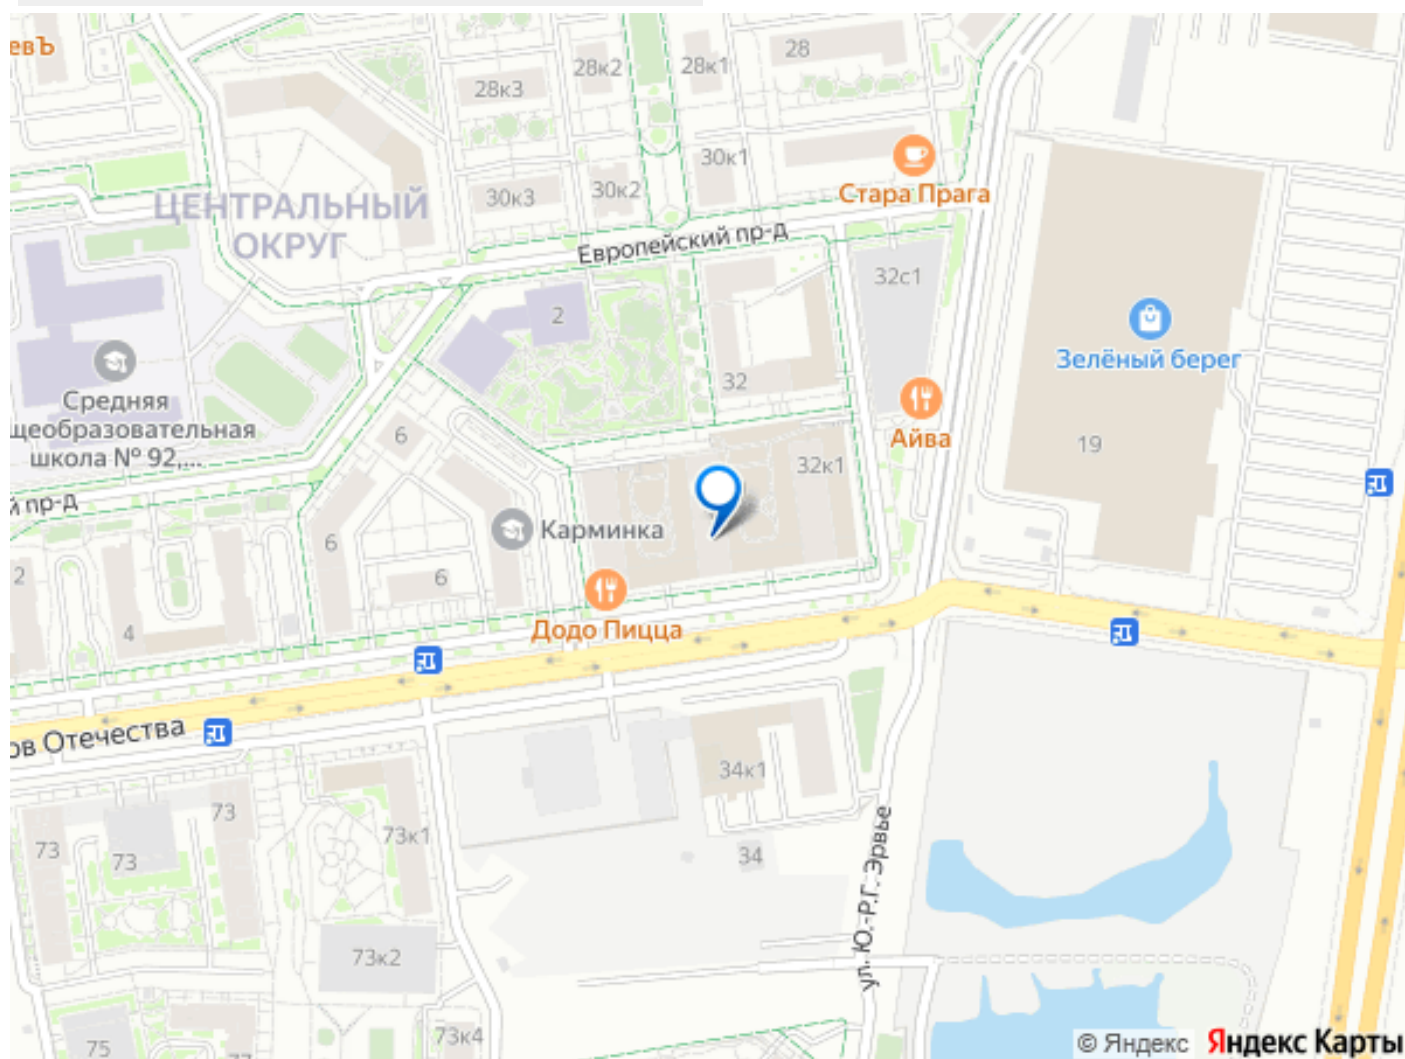 евЪ
28к2
28к1
28
28к3
30к1
30к3
30к2
Стара Прага
ЦЕНТРАЛЬНЫЙ
ОКРУГ
Европейский пр-д
32с1
2
Зелёный берег
32
Средняя
щеобразовательная
школа № 92,...
6
Айва
19
32к1
й пр-д
Карминка
6
2
6
4
Додо Пицца
ов Отечества
34к1
73
73
73
73к1
34
ул. Ю.-Р.Г. Эрвье
73к2
73к4
75
77
© Яндекс Яндекс Карты